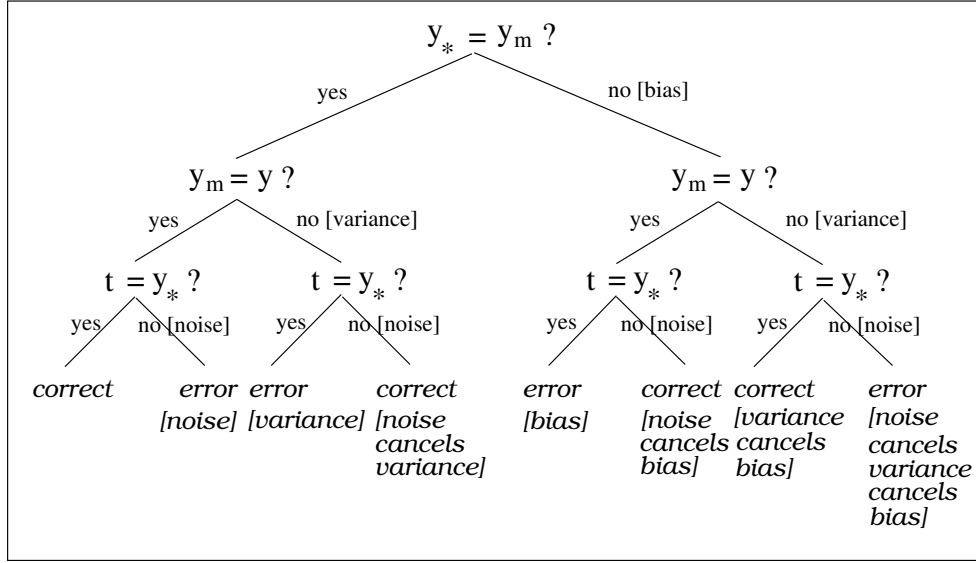 y* = ym ?
yes no [bias]
ym = y ? ym = y ?
yes no [variance] yes no [variance]
t = y* ? t = y* ? t = y* ? t = y* ?
yes no [noise] yes no [noise] yes no [noise] yes no [noise]
correct error error correct error correct correct error
[noise] [variance] [noise [bias] [noise [variance [noise
cancels cancels cancels cancels
variance] bias] bias] variance
cancels
bias]